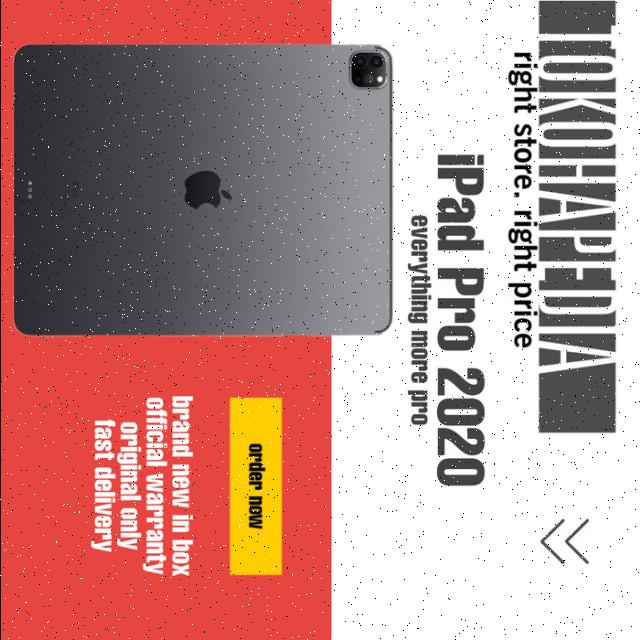 TOKOHAPEDIA
right store. right price
iPad Pro 2020
everything more pro
order now
brand new in box
official warranty
original only
fast delivery